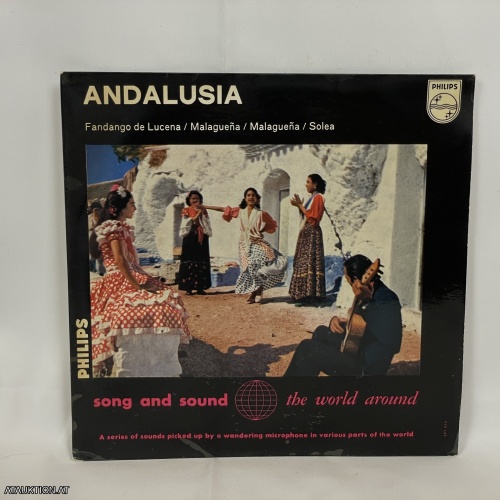 ANDALUSIA
PHILIPS
Fandango de Lucena / Malagueña / Malagueña / Solea
PHILIPS
song and sound the world around
A series of sounds picked up by a wandering microphone in various parts of the world
ATAUKTION.AT